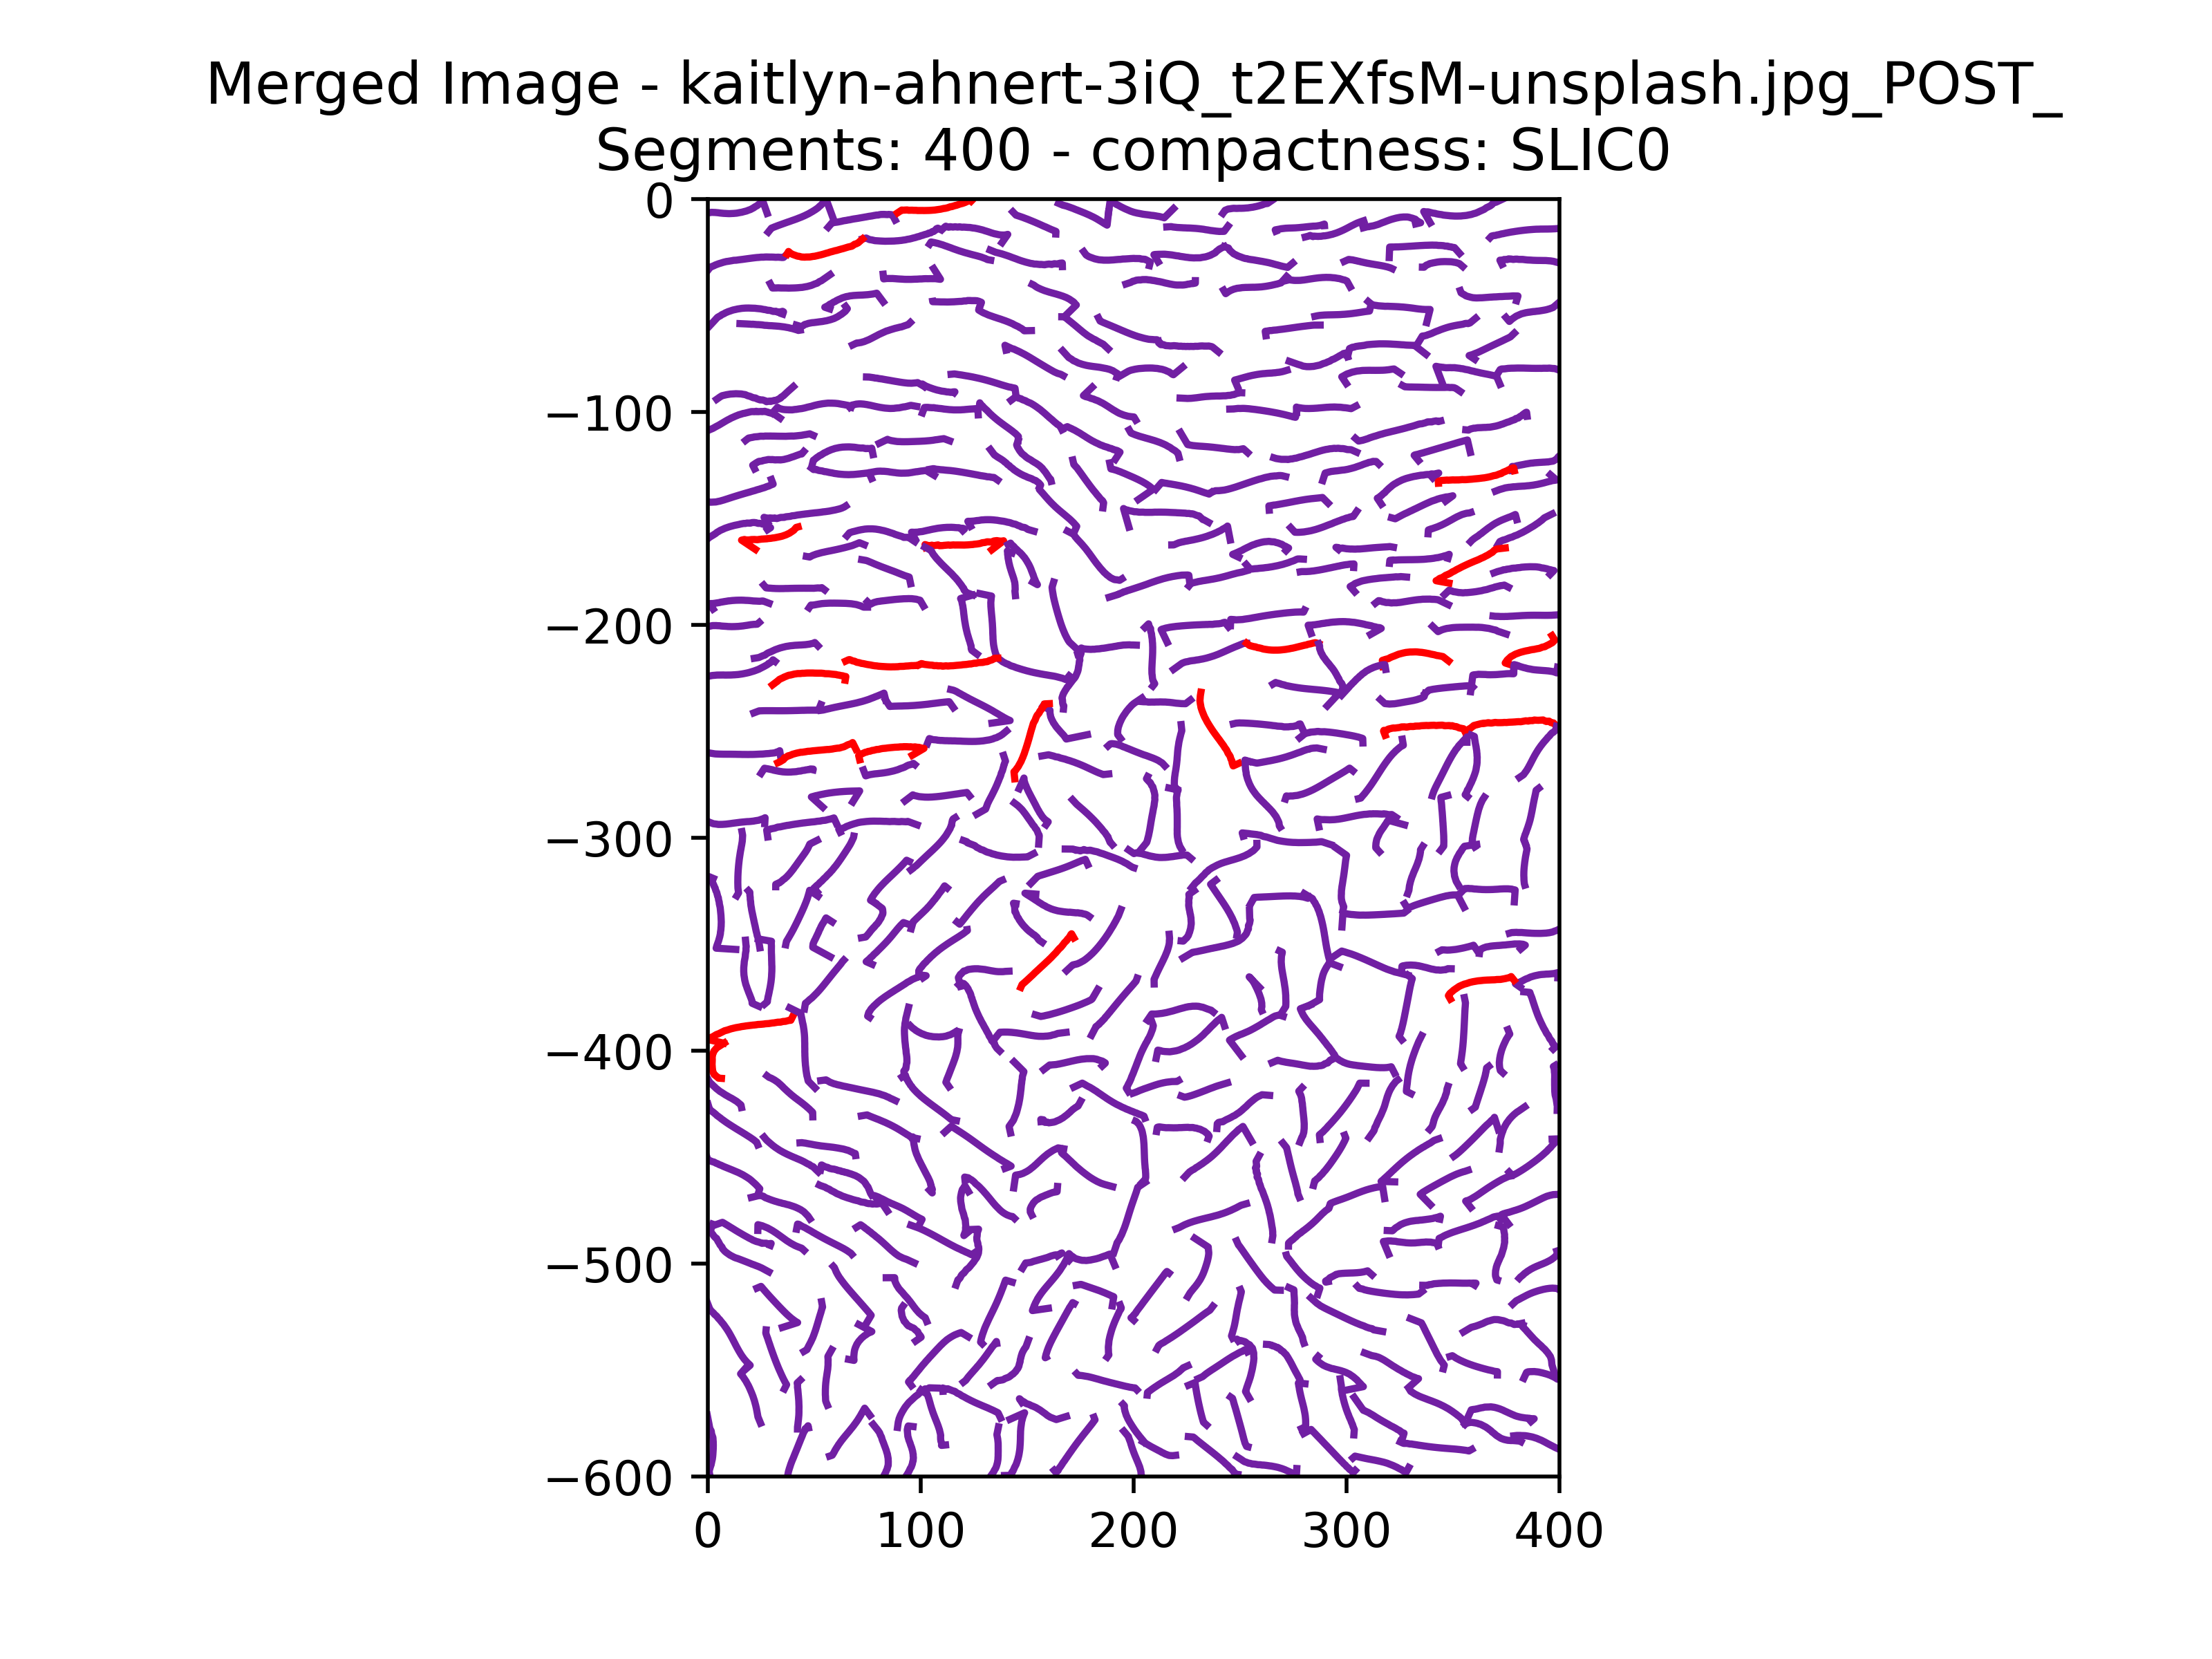 Merged Image - kaitlyn-ahnert-3iQ_t2EXfsM-unsplash.jpg_POST_
Segments: 400 - compactness: SLIC0
0
−100
−200
−300
−400
−500
−600
0 100 200 300 400